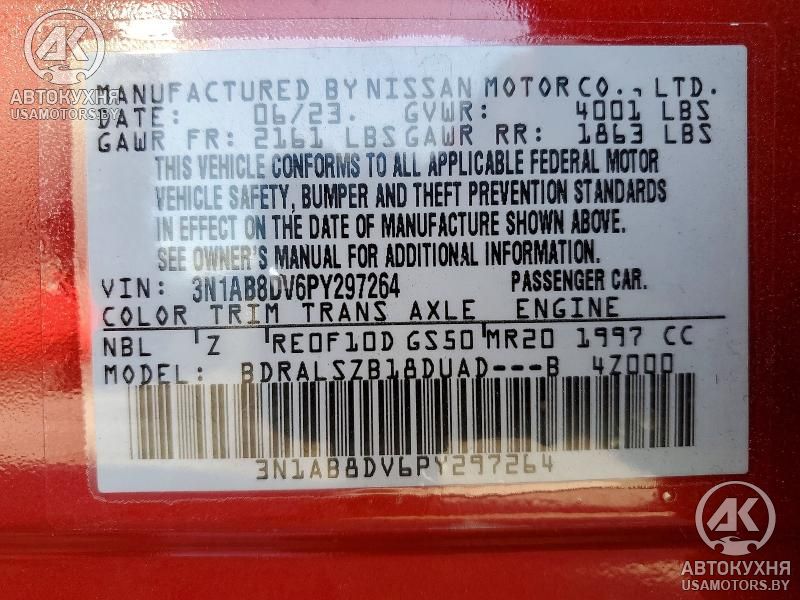 AK
АВТОКУХНЯ
USAMOTORS.BY
MANUFACTURED BY NISSAN MOTOR CO., LTD.
DATE: 06/23. GVWR: 4001 LBS
GAWR FR: 2161 LBS GAWR RR: 1863 LBS
THIS VEHICLE CONFORMS TO ALL APPLICABLE FEDERAL MOTOR
VEHICLE SAFETY, BUMPER AND THEFT PREVENTION STANDARDS
IN EFFECT ON THE DATE OF MANUFACTURE SHOWN ABOVE.
SEE OWNER'S MANUAL FOR ADDITIONAL INFORMATION.
VIN: 3N1AB8DV6PY297264 PASSENGER CAR.
COLOR TRIM TRANS AXLE ENGINE
NBL Z RE0F10D GS50 MR20 1997 CC
MODEL: BDRALSZB18DUAD---B 4Z000
3N1AB8DV6PY297264
AK
АВТОКУХНЯ
USAMOTORS.BY